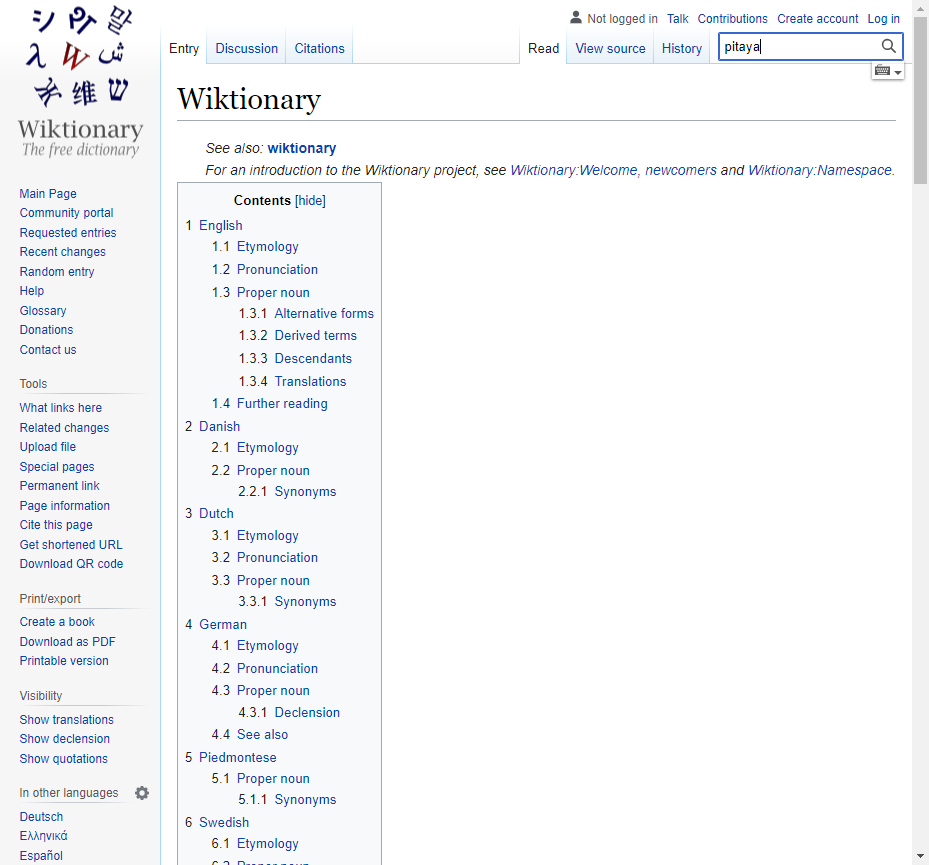 Not logged in Talk Contributions Create account Log in
Entry Discussion Citations Read View source History pitaya
Wiktionary
The free dictionary
Main Page
Community portal
Requested entries
Recent changes
Random entry
Help
Glossary
Donations
Contact us
Tools
What links here
Related changes
Upload file
Special pages
Permanent link
Page information
Cite this page
Get shortened URL
Download QR code
Print/export
Create a book
Download as PDF
Printable version
Visibility
Show translations
Show declension
Show quotations
In other languages
Deutsch
Ελληνικά
Español
Wiktionary
See also: wiktionary
For an introduction to the Wiktionary project, see Wiktionary:Welcome, newcomers and Wiktionary:Namespace.
Contents [hide]
1 English
1.1 Etymology
1.2 Pronunciation
1.3 Proper noun
1.3.1 Alternative forms
1.3.2 Derived terms
1.3.3 Descendants
1.3.4 Translations
1.4 Further reading
2 Danish
2.1 Etymology
2.2 Proper noun
2.2.1 Synonyms
3 Dutch
3.1 Etymology
3.2 Pronunciation
3.3 Proper noun
3.3.1 Synonyms
4 German
4.1 Etymology
4.2 Pronunciation
4.3 Proper noun
4.3.1 Declension
4.4 See also
5 Piedmontese
5.1 Proper noun
5.1.1 Synonyms
6 Swedish
6.1 Etymology
6.2 Proper noun